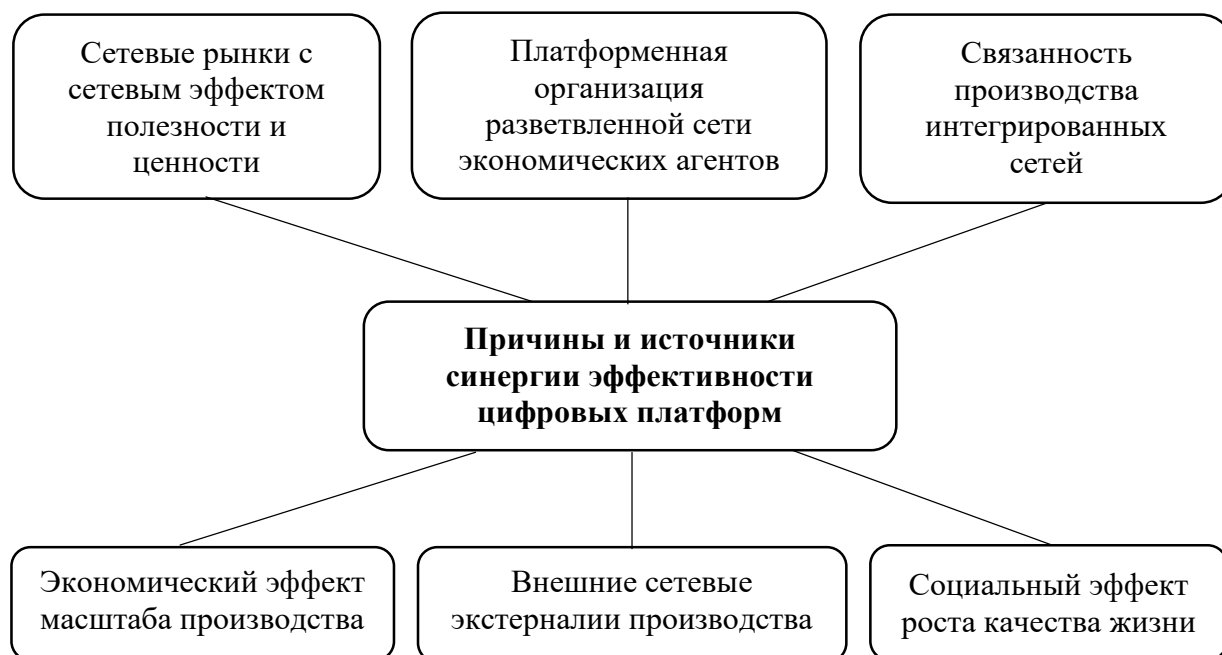 Сетевые рынки с
сетевым эффектом
полезности и
ценности
Платформенная
организация
разветвленной сети
экономических агентов
Связанность
производства
интегрированных
сетей
Причины и источники
синергии эффективности
цифровых платформ
Экономический эффект
масштаба производства
Внешние сетевые
экстерналии производства
Социальный эффект
роста качества жизни